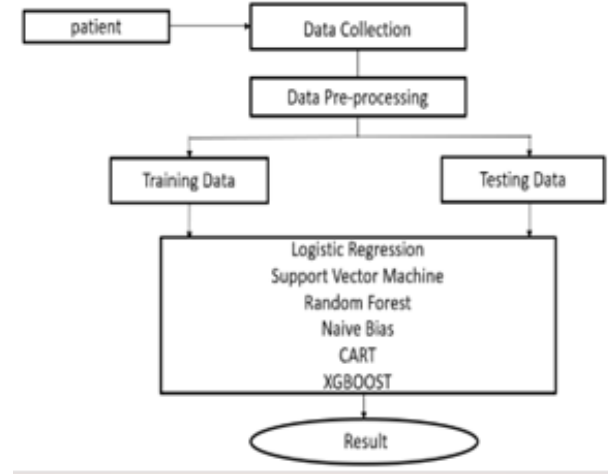 patient
Data Collection
Data Pre-processing
Training Data
Testing Data
Logistic Regression
Support Vector Machine
Random Forest
Naive Bias
CART
XGBOOST
Result